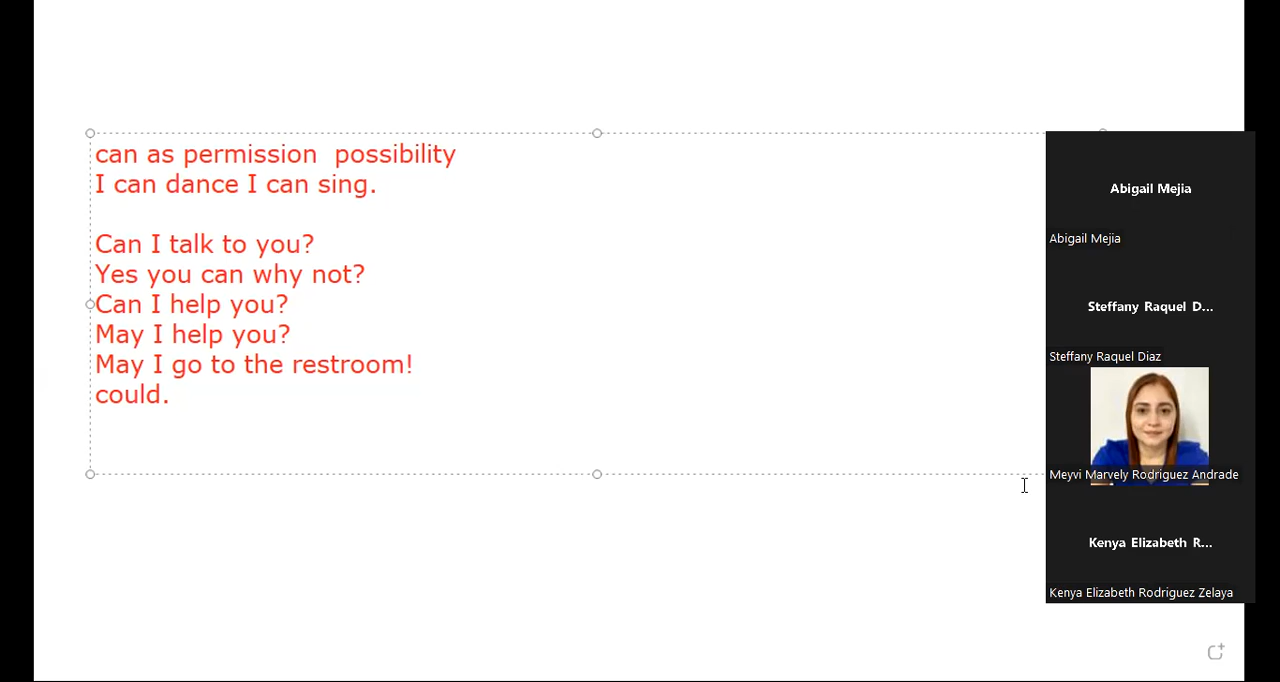 can as permission  possibility
I can dance I can sing.
Can I talk to you?
Yes you can why not?
Can I help you?
May I help you?
May I go to the restroom!
could.
Abigail Mejia
Abigail Mejia
Steffany Raquel D...
Steffany Raquel Diaz
Meyvi Marvely Rodriguez Andrade
Kenya Elizabeth R...
Kenya Elizabeth Rodriguez Zelaya